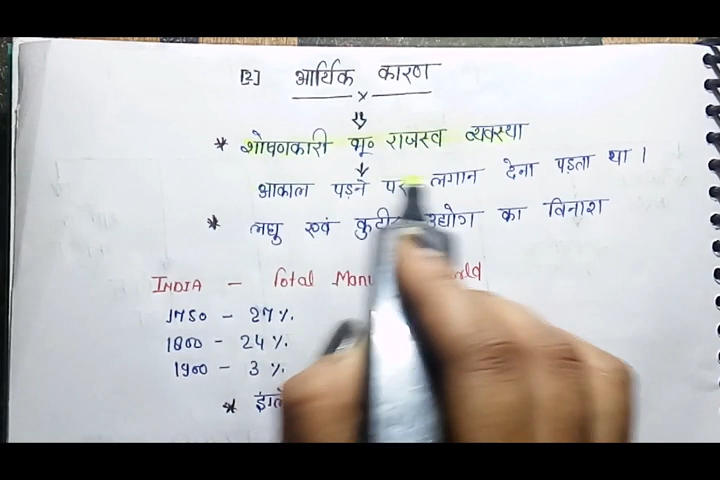 [2] आर्थिक कारण
* शोषणकारी भू० राजस्व व्यवस्था
आकाल पड़ने पर लगान देना पड़ता था।
* लघु एवं कुटीर उद्योग का विनाश
INDIA - Total
1750 - 27%.
1800 - 24%.
1900 - 3%.
*